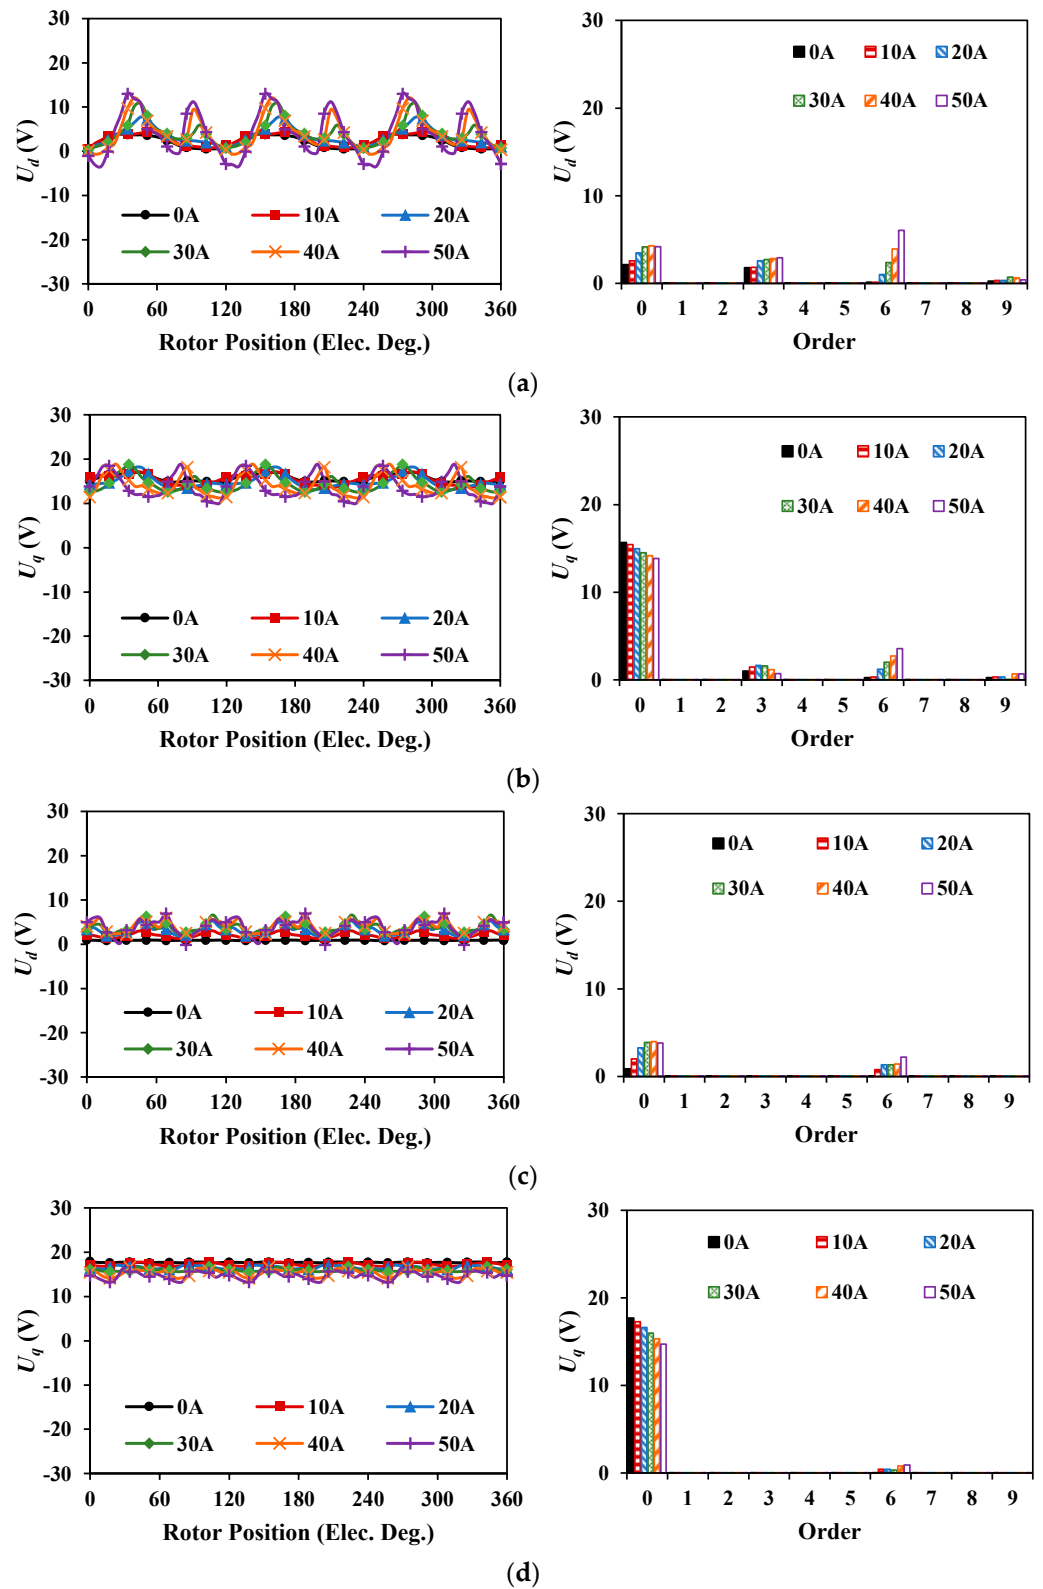 30
20
10
0
-10
-20
-30
U_d (V)
0A 10A 20A
30A 40A 50A
0 60 120 180 240 300 360
Rotor Position (Elec. Deg.)
30
20
10
0
U_d (V)
0A 10A 20A
30A 40A 50A
0 1 2 3 4 5 6 7 8 9
Order
(a)
30
20
10
0
-10
-20
-30
U_q (V)
0A 10A 20A
30A 40A 50A
0 60 120 180 240 300 360
Rotor Position (Elec. Deg.)
30
20
10
0
U_q (V)
0A 10A 20A
30A 40A 50A
0 1 2 3 4 5 6 7 8 9
Order
(b)
30
20
10
0
-10
-20
-30
U_d (V)
0A 10A 20A
30A 40A 50A
0 60 120 180 240 300 360
Rotor Position (Elec. Deg.)
30
20
10
0
U_d (V)
0A 10A 20A
30A 40A 50A
0 1 2 3 4 5 6 7 8 9
Order
(c)
30
20
10
0
-10
-20
-30
U_q (V)
0A 10A 20A
30A 40A 50A
0 60 120 180 240 300 360
Rotor Position (Elec. Deg.)
30
20
10
0
U_q (V)
0A 10A 20A
30A 40A 50A
0 1 2 3 4 5 6 7 8 9
Order
(d)